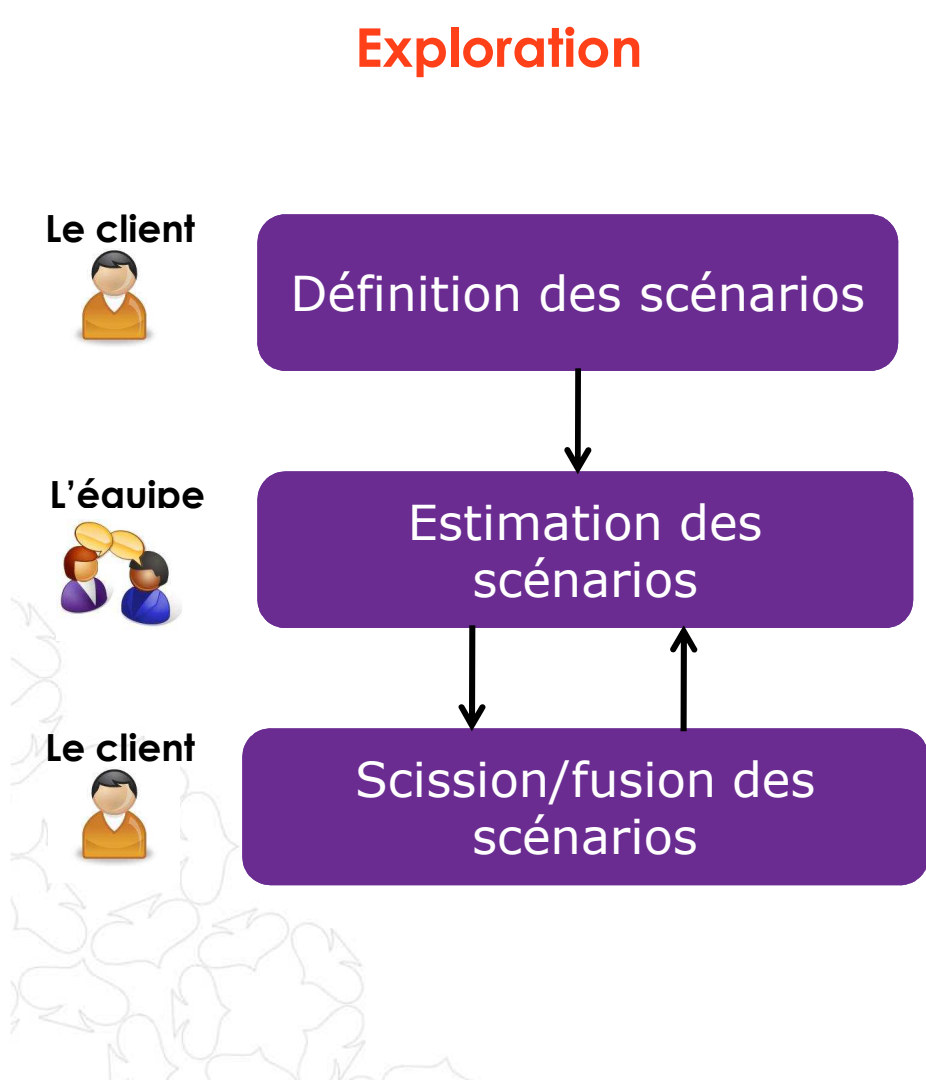 Exploration
Le client
Définition des scénarios
L'équipe
Estimation des
scénarios
Le client
Scission/fusion des
scénarios